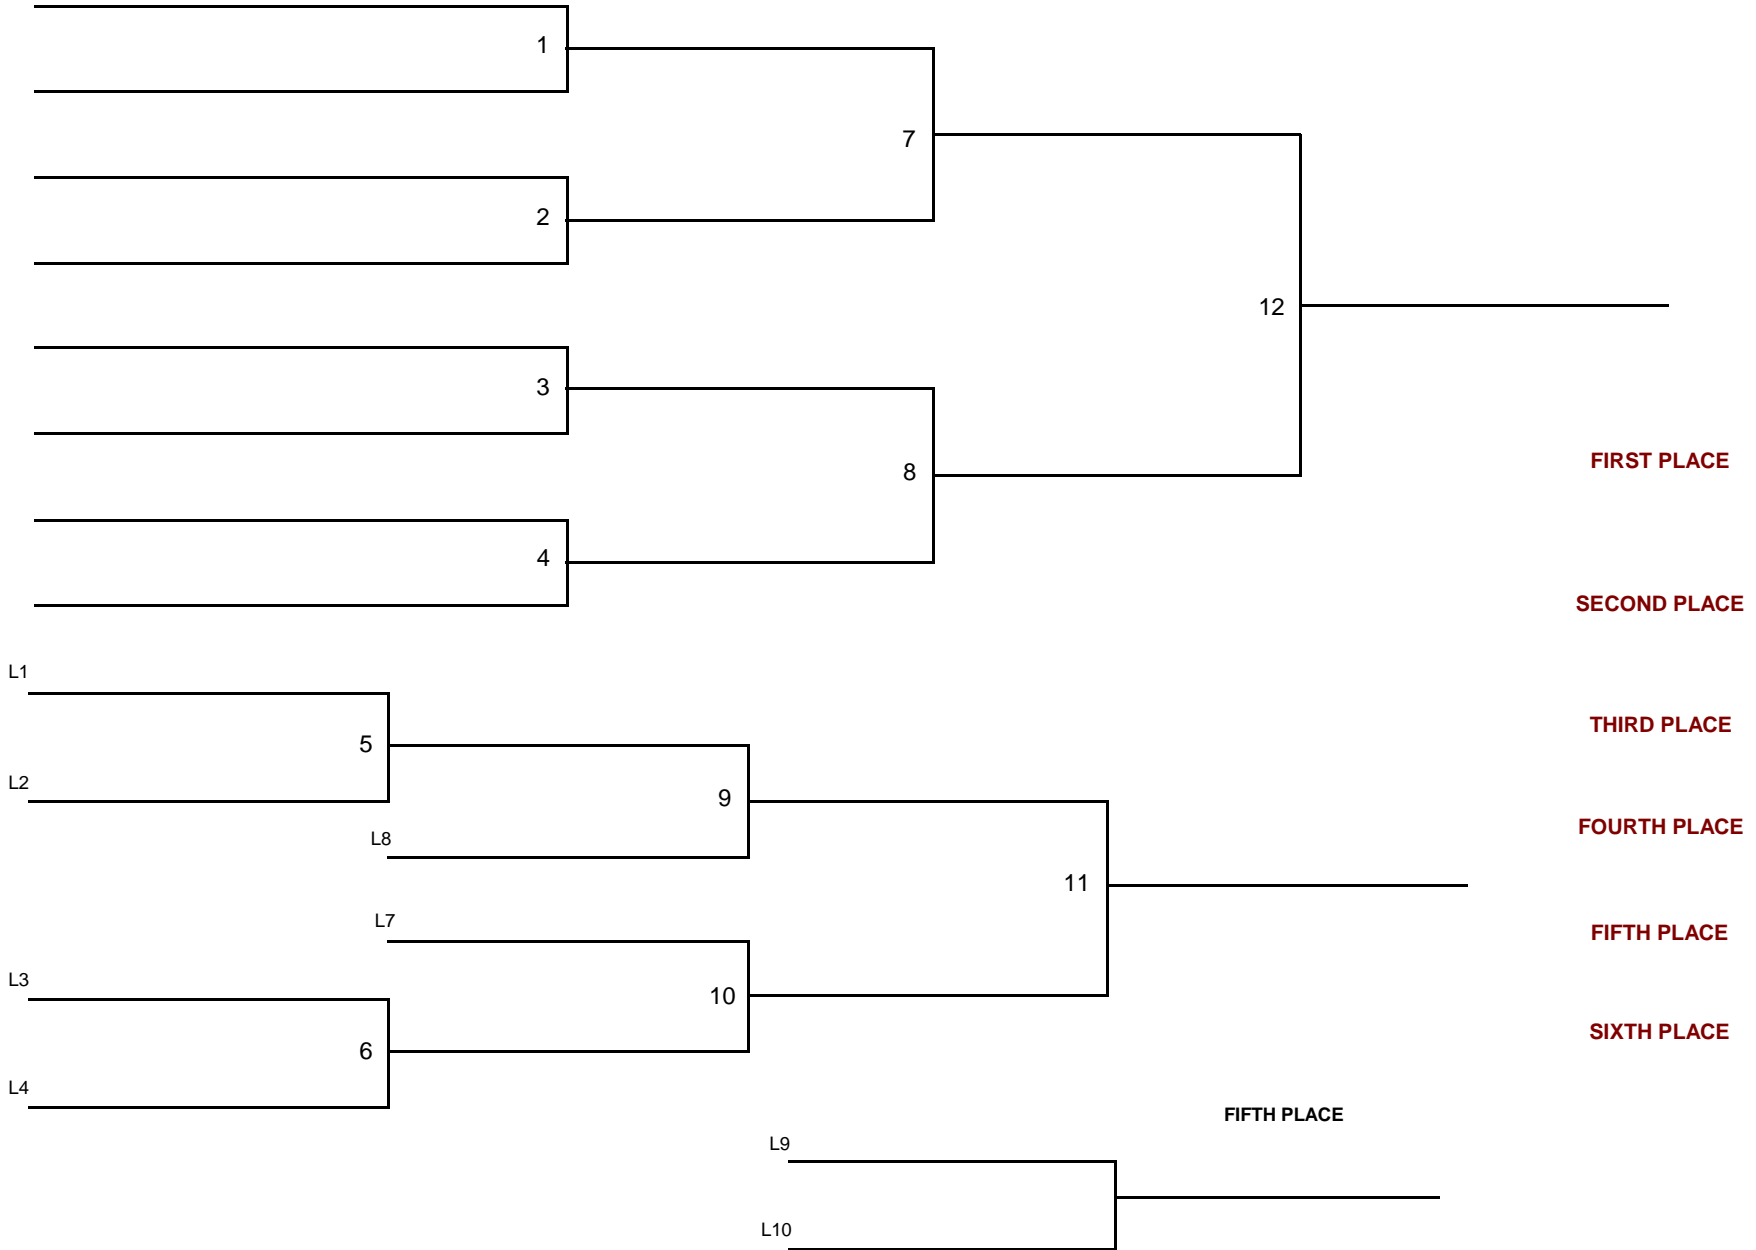 1
7
2
12
3
FIRST PLACE
8
4
SECOND PLACE
L1
THIRD PLACE
5
L2
9
FOURTH PLACE
L8
11
L7
FIFTH PLACE
L3
10
SIXTH PLACE
6
L4
FIFTH PLACE
L9
L10